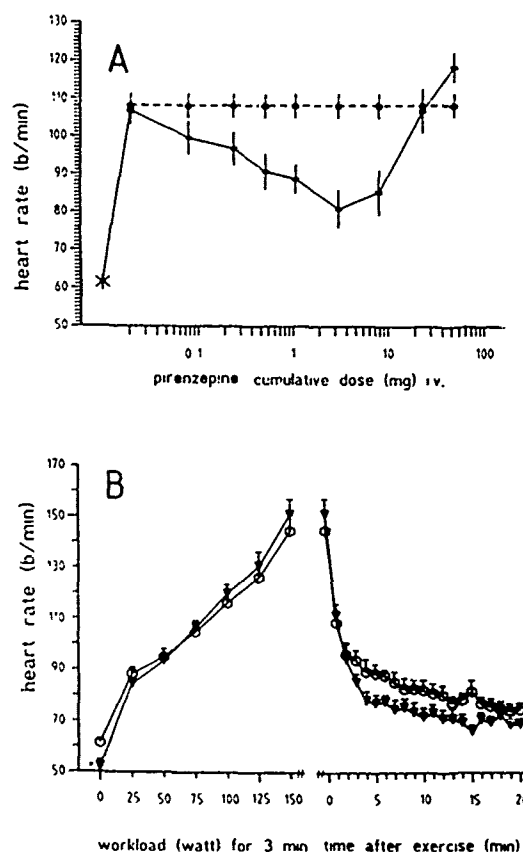 A
130
120
110
100
90
80
70
60
50
heart rate (b/min)
0.1 1 10 100
pirenzepine cumulative dose (mg) i.v.
B
170
150
130
110
90
70
50
heart rate (b/min)
0 25 50 75 100 125 150 0 5 10 15 20
workload (watt) for 3 min time after exercise (min)